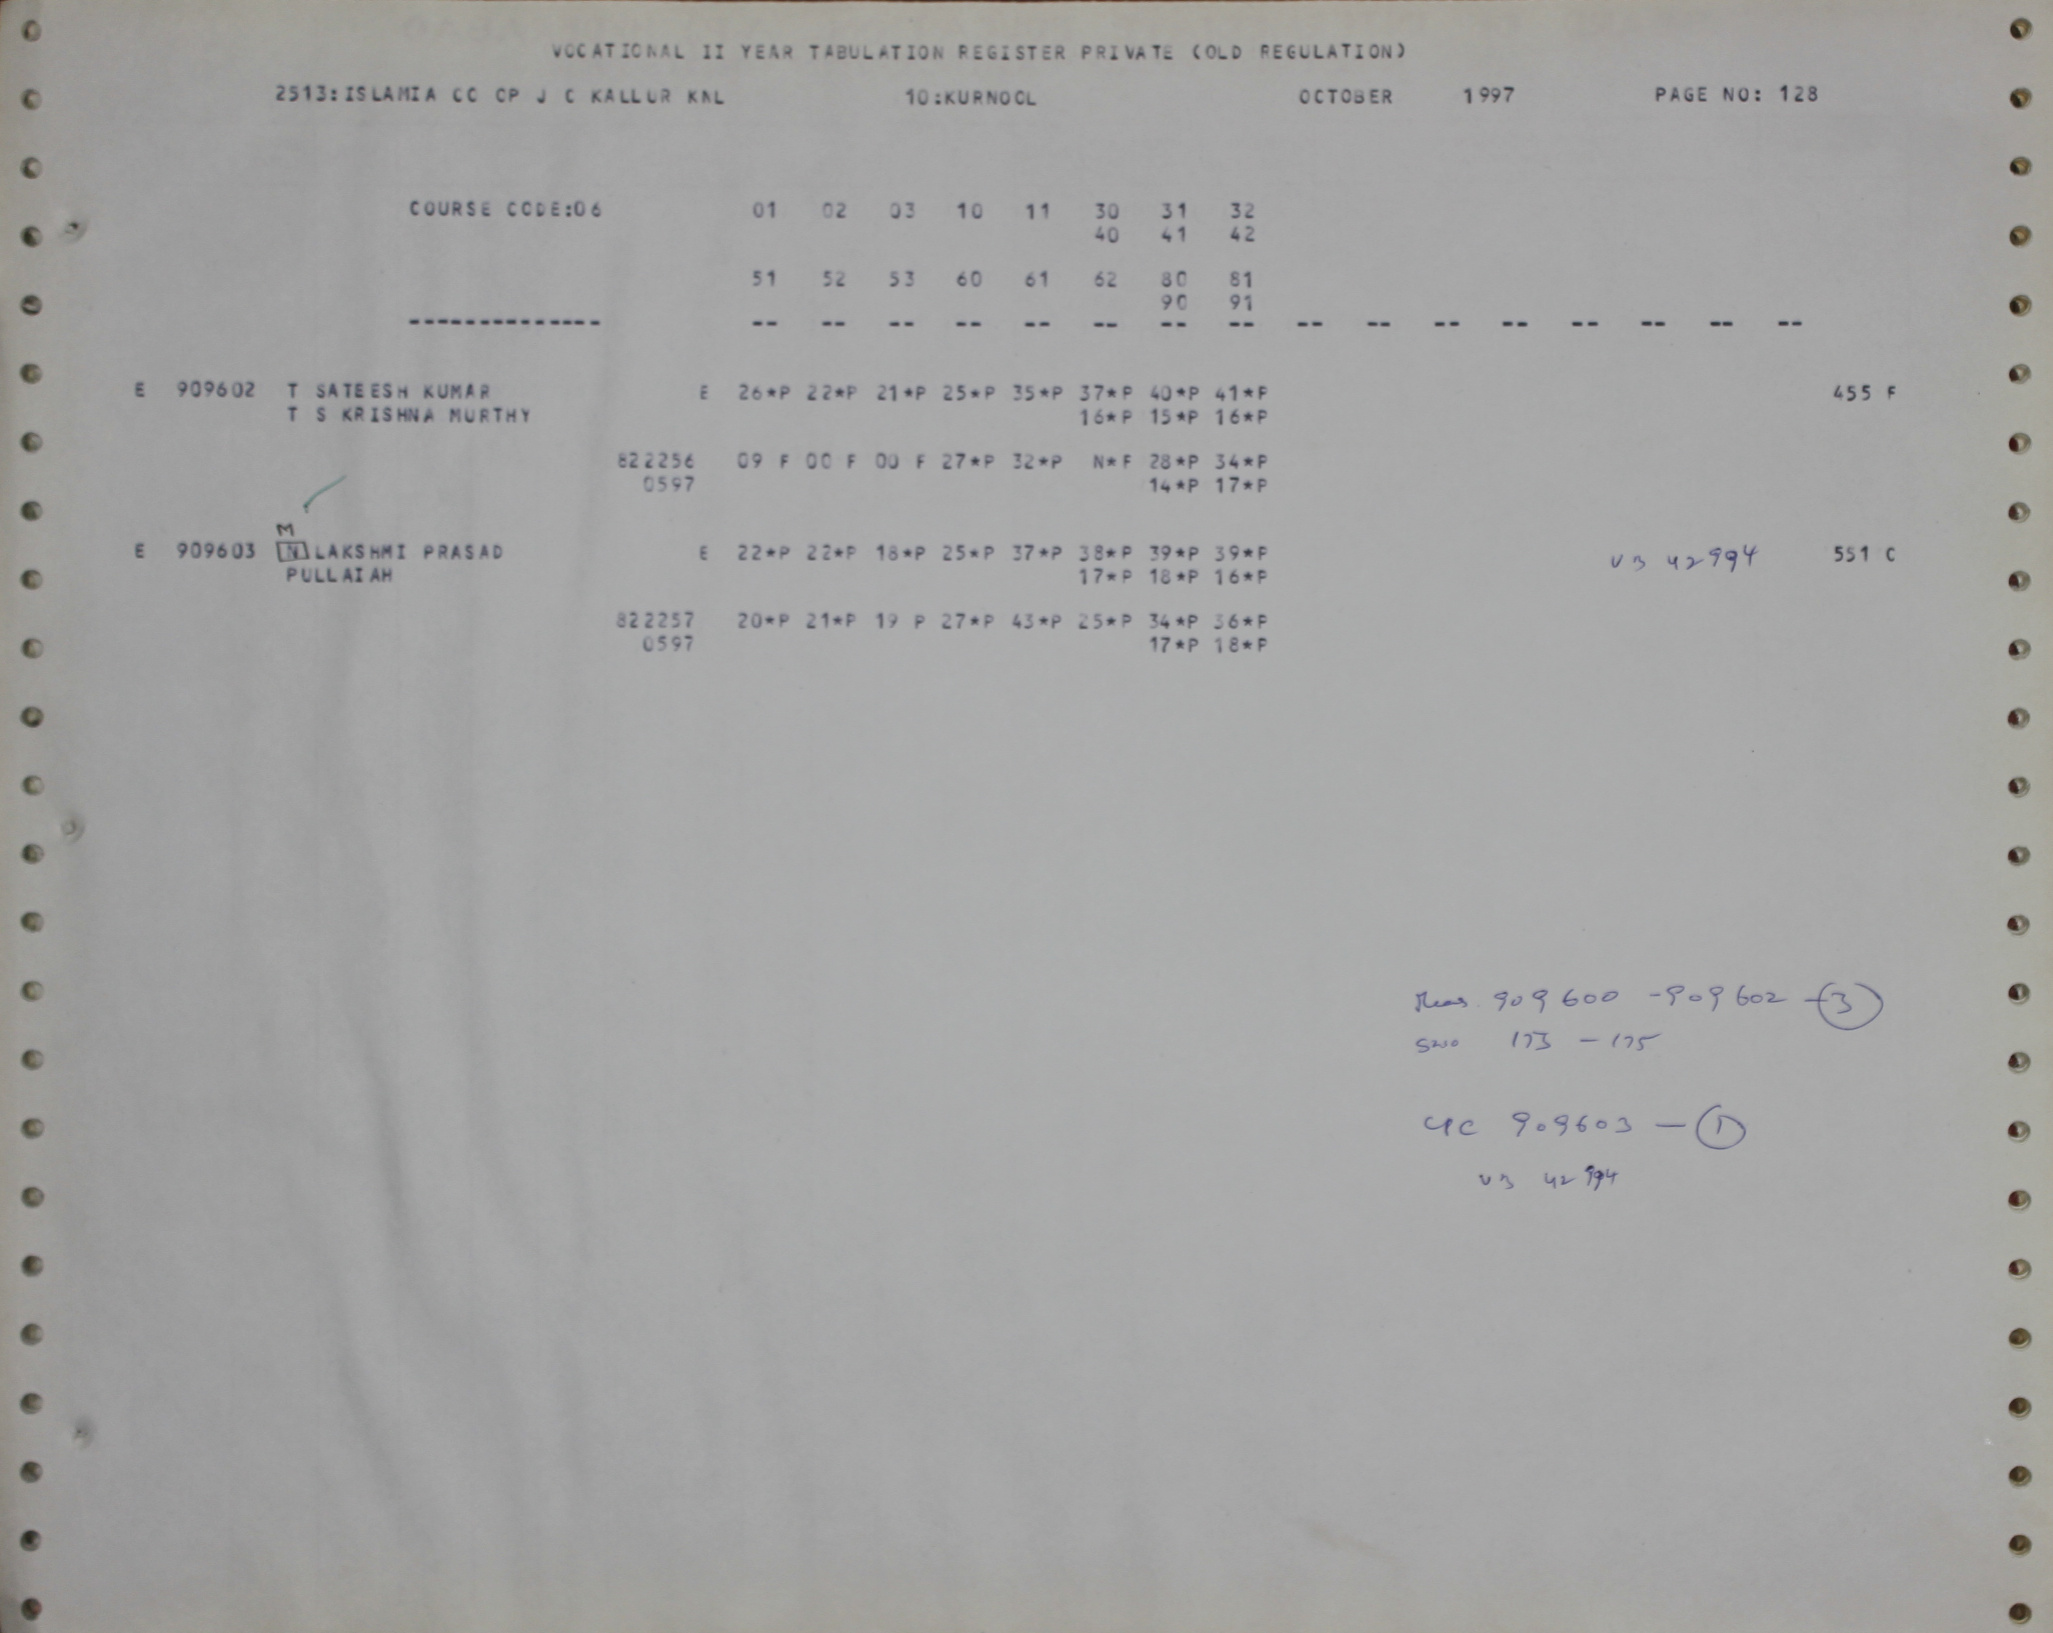 VOCATIONAL II YEAR TABULATION REGISTER PRIVATE (OLD REGULATION)
2513:ISLAMIA CO OP J C KALLUR KNL 10:KURNOOL OCTOBER 1997 PAGE NO: 128
COURSE CODE:06 01 02 03 10 11 30 31 32
40 41 42
51 52 53 60 61 62 80 81
90 91
-------------- -- -- -- -- -- -- -- -- -- -- -- -- -- -- -- --
E 909602 T SATEESH KUMAR E 26*P 22*P 21*P 25*P 35*P 37*P 40*P 41*P 455 F
T S KRISHNA MURTHY 16*P 15*P 16*P
822256 09 F 00 F 00 F 27*P 32*P N*F 28*P 34*P
0597 14*P 17*P
M
E 909603 N LAKSHMI PRASAD E 22*P 22*P 18*P 25*P 37*P 38*P 39*P 39*P V3 42994 551 C
PULLAIAH 17*P 18*P 16*P
822257 20*P 21*P 19 P 27*P 43*P 25*P 34*P 36*P
0597 17*P 18*P
909600 - 909602 - 3
173 - 175
909603 - 1
V3 42994